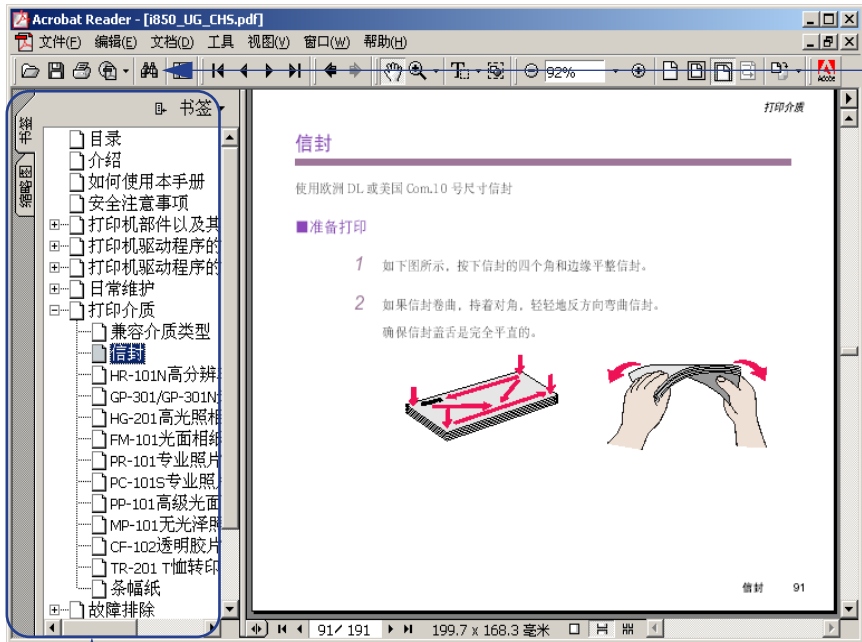 Acrobat Reader - [i850_UG_CHS.pdf]
文件(F) 编辑(E) 文档(D) 工具 视图(V) 窗口(W) 帮助(H)
92%
Adobe
书签
缩略图
书签
目录
介绍
如何使用本手册
安全注意事项
打印机部件以及其
打印机驱动程序的
打印机驱动程序的
日常维护
打印介质
兼容介质类型
信封
HR-101N高分辨
GP-301/GP-301N
HG-201高光照相
FM-101光面相纸
PR-101专业照片
PC-101S专业照
PP-101高级光面
MP-101无光泽照
CF-102透明胶片
TR-201 T恤转印
条幅纸
故障排除
打印介质
信封
使用欧洲 DL 或美国 Com.10 号尺寸信封
■准备打印
1 如下图所示，按下信封的四个角和边缘平整信封。
2 如果信封卷曲，持着对角，轻轻地反方向弯曲信封。
确保信封盖舌是完全平直的。
信封 91
91/ 191 199.7 x 168.3 毫米